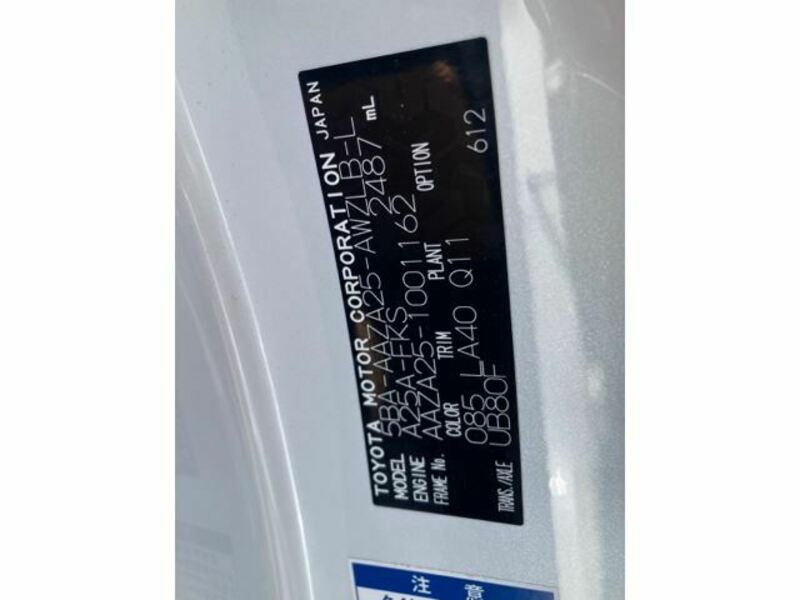 TOYOTA MOTOR CORPORATION JAPAN
MODEL 5BA-AAZA25-AWZLB-L
ENGINE A25A-FKS 2487 mL
FRAME No. AAZA25-1001162
COLOR TRIM PLANT OPTION
085 LA40 Q11 612
TRANS./AXLE UB80F
注意